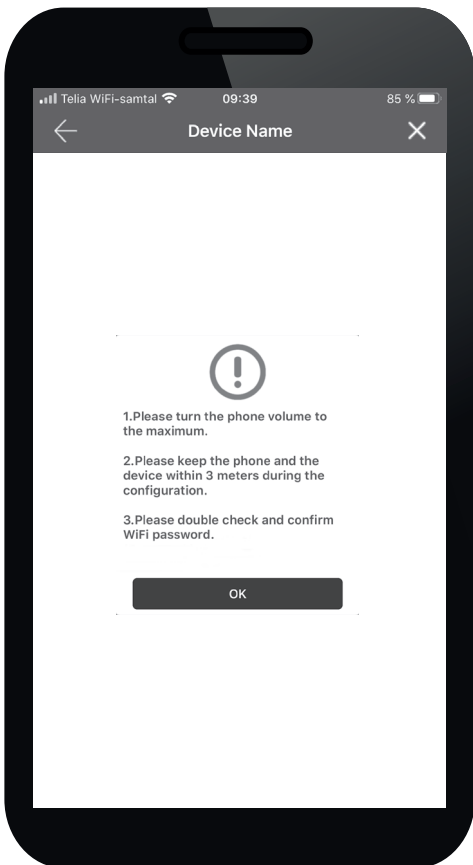 Telia WiFi-samtal 09:39 85 %
Device Name
1.Please turn the phone volume to
the maximum.
2.Please keep the phone and the
device within 3 meters during the
configuration.
3.Please double check and confirm
WiFi password.
OK